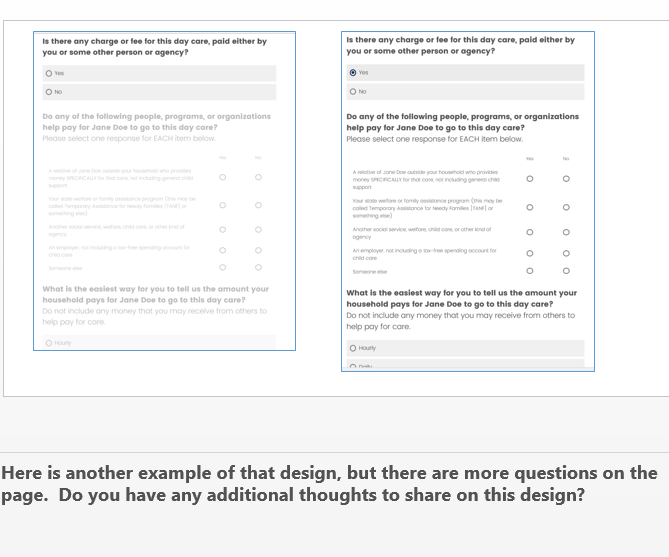 Is there any charge or fee for this day care, paid either by
you or some other person or agency?
Yes
No
Do any of the following people, programs, or organizations
help pay for Jane Doe to go to this day care?
Please select one response for EACH item below.
Yes No
A relative of Jane Doe outside your household who provides
money SPECIFICALLY for that care, not including general child
support
Your state welfare or family assistance program (this may be
called Temporary Assistance for Needy Families [TANF] or
something else)
Another social service, welfare, child care, or other kind of
agency
An employer, not including a tax-free spending account for
child care
Someone else
What is the easiest way for you to tell us the amount your
household pays for Jane Doe to go to this day care?
Do not include any money that you may receive from others to
help pay for care.
Hourly
Is there any charge or fee for this day care, paid either by
you or some other person or agency?
Yes
No
Do any of the following people, programs, or organizations
help pay for Jane Doe to go to this day care?
Please select one response for EACH item below.
Yes No
A relative of Jane Doe outside your household who provides
money SPECIFICALLY for that care, not including general child
support
Your state welfare or family assistance program (this may be
called Temporary Assistance for Needy Families [TANF] or
something else)
Another social service, welfare, child care, or other kind of
agency
An employer, not including a tax-free spending account for
child care
Someone else
What is the easiest way for you to tell us the amount your
household pays for Jane Doe to go to this day care?
Do not include any money that you may receive from others to
help pay for care.
Hourly
Daily
Here is another example of that design, but there are more questions on the
page. Do you have any additional thoughts to share on this design?